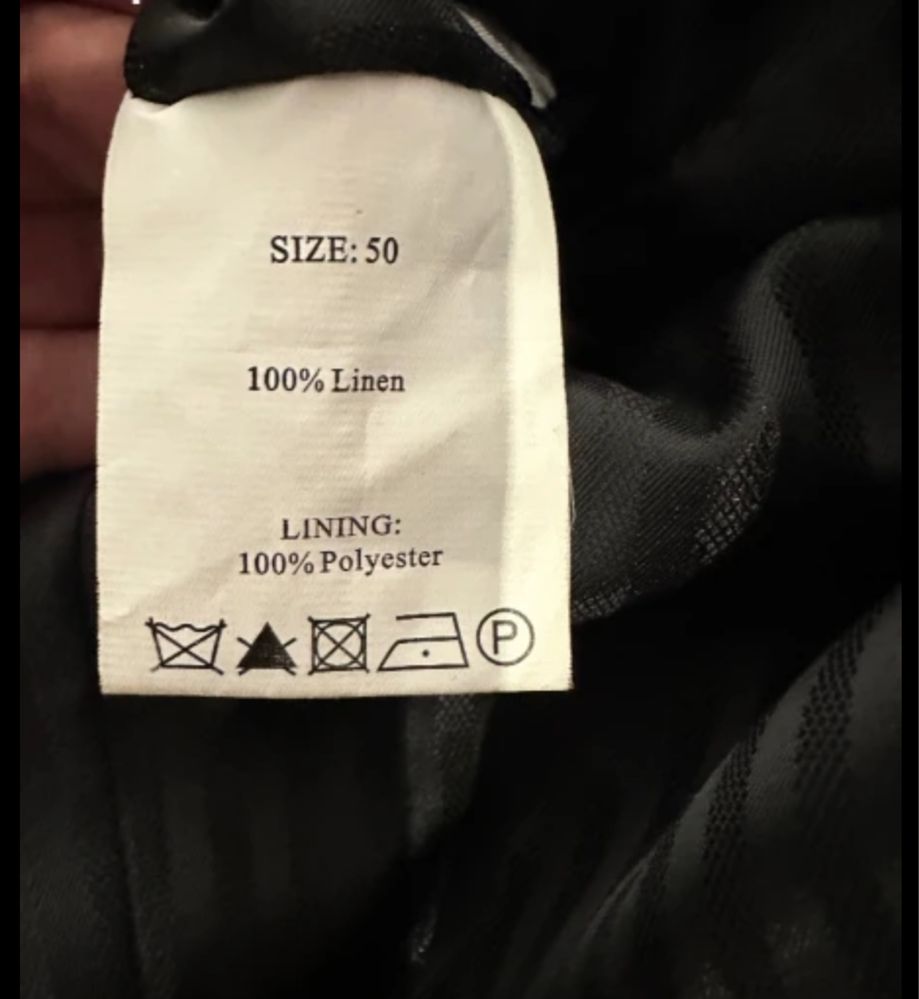 SIZE: 50
100% Linen
LINING:
100% Polyester
P